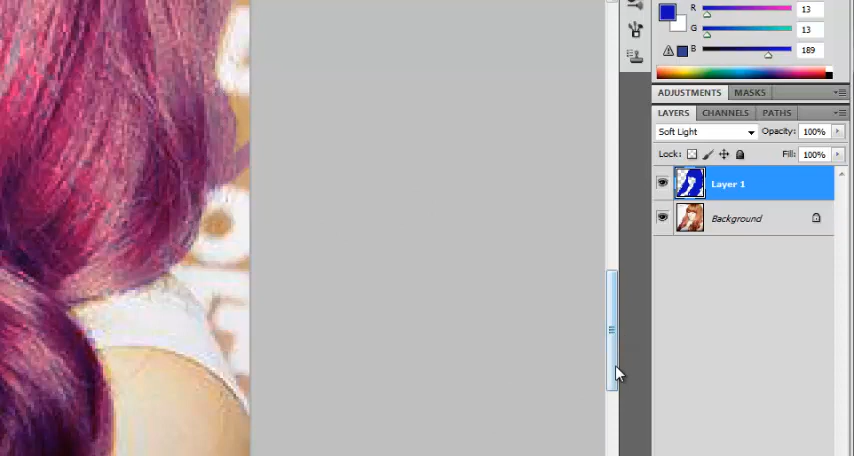 R 13
G 13
B 189
ADJUSTMENTS MASKS
LAYERS CHANNELS PATHS
Soft Light Opacity: 100%
Lock: Fill: 100%
Layer 1
Background